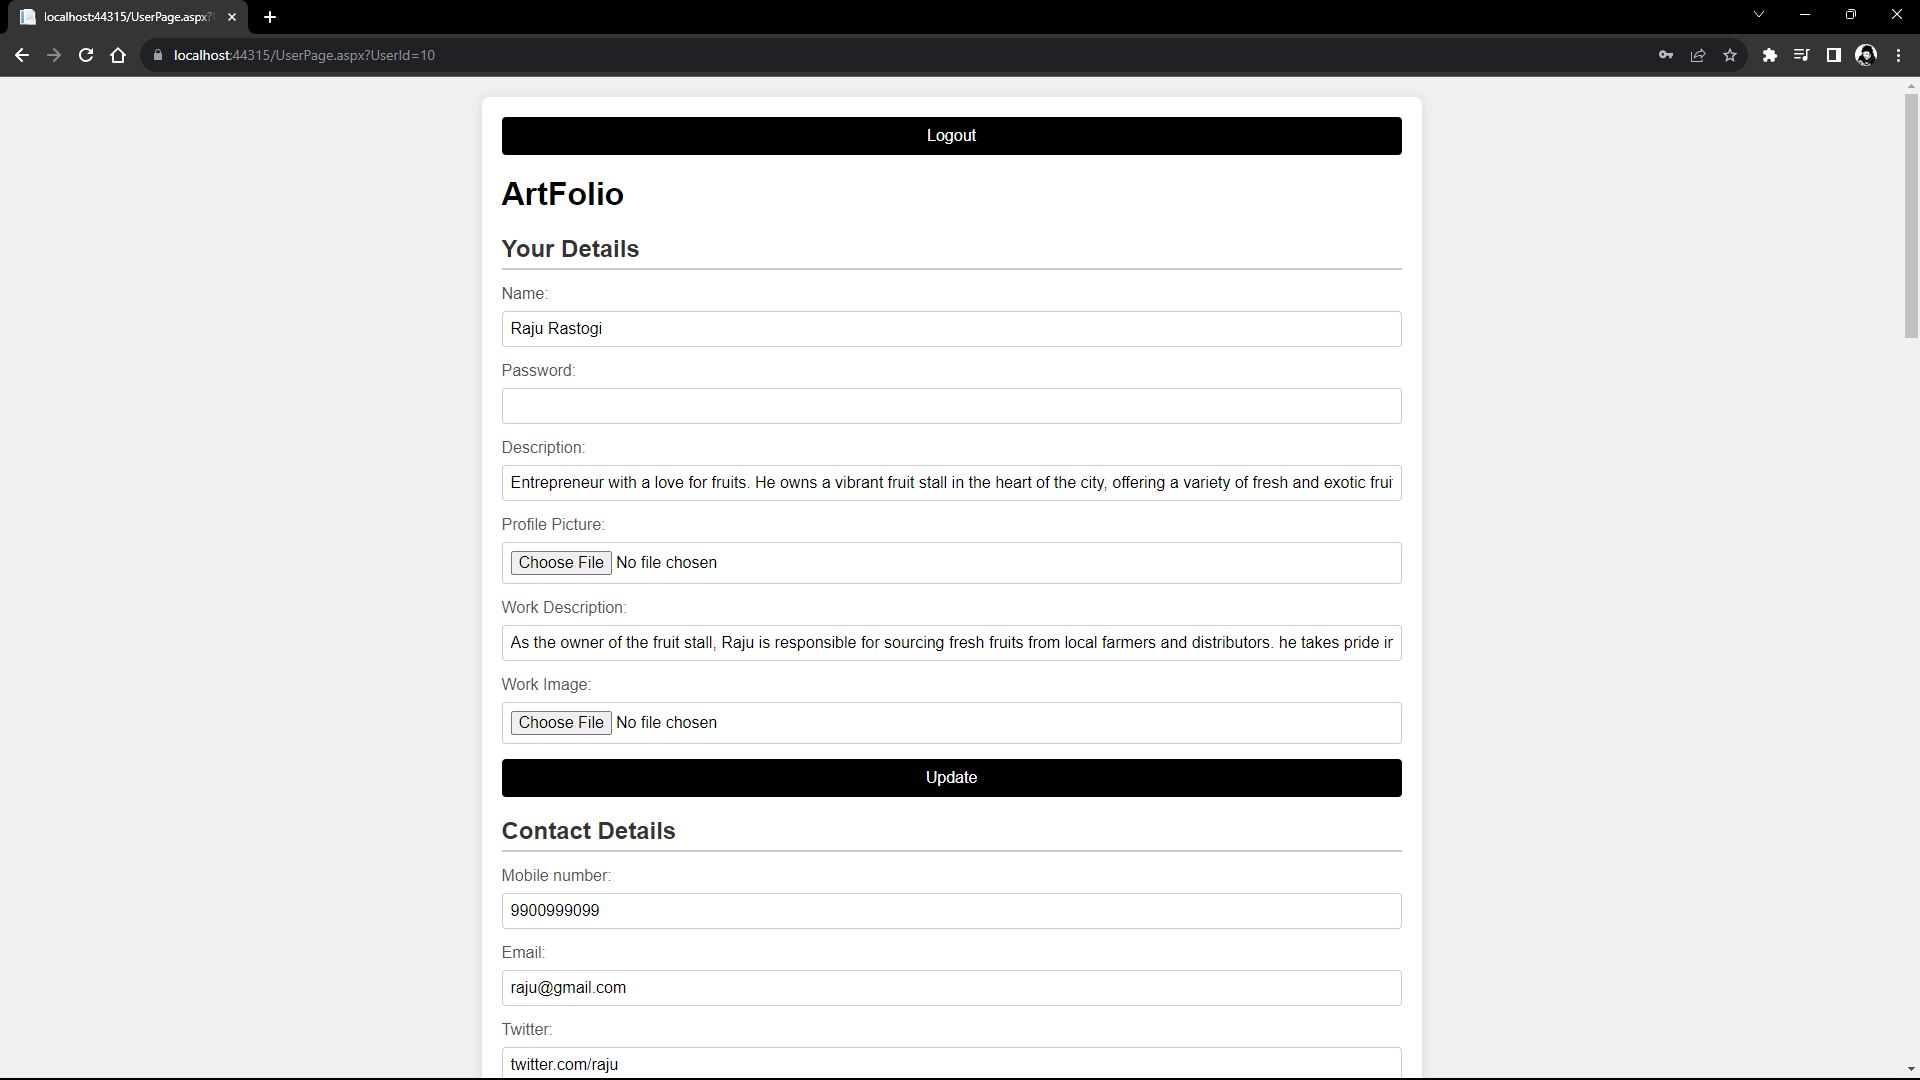 localhost:44315/UserPage.aspx?
localhost:44315/UserPage.aspx?UserId=10
Logout
ArtFolio
Your Details
Name:
Raju Rastogi
Password:
Description:
Entrepreneur with a love for fruits. He owns a vibrant fruit stall in the heart of the city, offering a variety of fresh and exotic frui
Profile Picture:
Choose File No file chosen
Work Description:
As the owner of the fruit stall, Raju is responsible for sourcing fresh fruits from local farmers and distributors. he takes pride in
Work Image:
Choose File No file chosen
Update
Contact Details
Mobile number:
9900999099
Email:
raju@gmail.com
Twitter:
twitter.com/raju